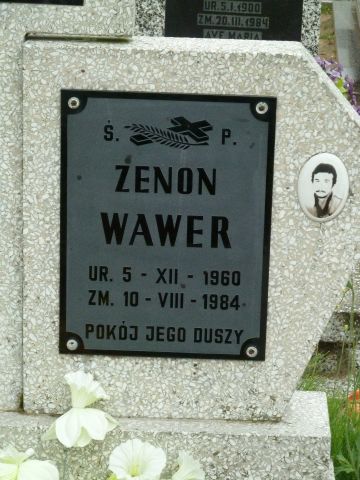 UR. 5.I.1900
ZM. 20.III.1984
AVE MARIA
Ś. P.
ZENON
WAWER
UR. 5 - XII - 1960
ZM. 10 - VIII - 1984
POKÓJ JEGO DUSZY